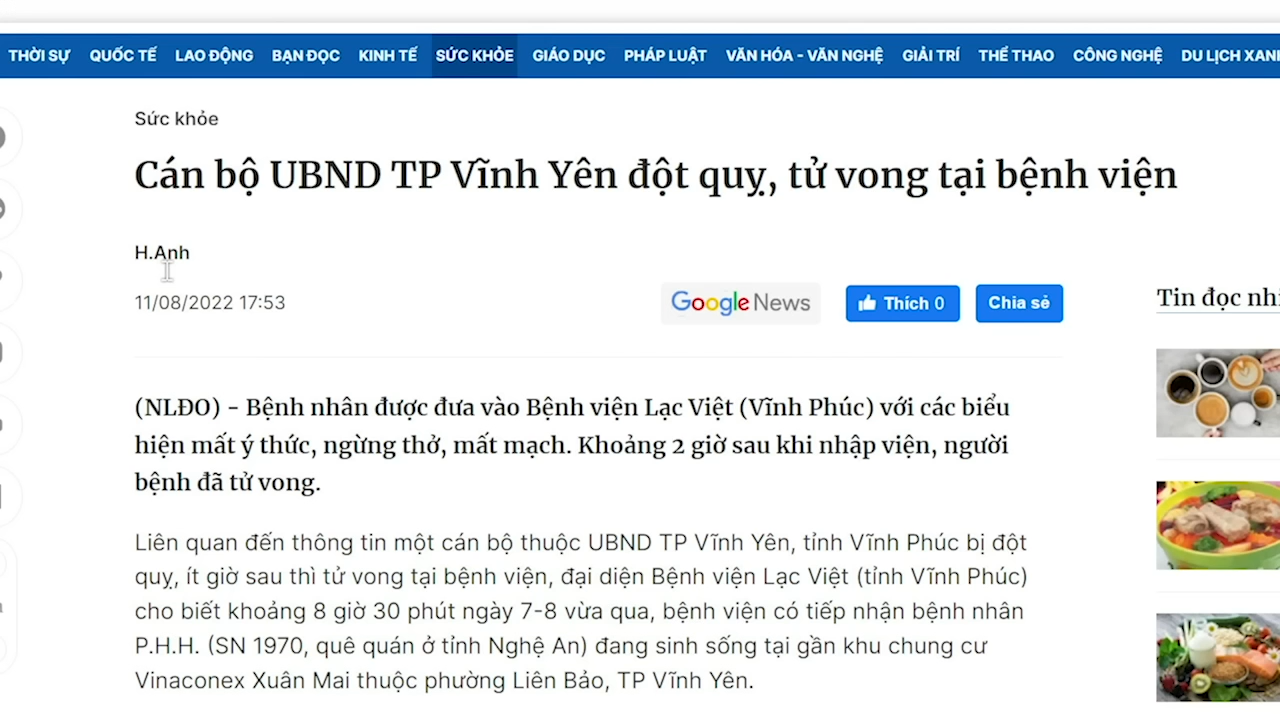 THỜI SỰ QUỐC TẾ LAO ĐỘNG BẠN ĐỌC KINH TẾ SỨC KHỎE GIÁO DỤC PHÁP LUẬT VĂN HÓA - VĂN NGHỆ GIẢI TRÍ THỂ THAO CÔNG NGHỆ DU LỊCH XANH
Sức khỏe
Cán bộ UBND TP Vĩnh Yên đột quỵ, tử vong tại bệnh viện
H.Anh
11/08/2022 17:53
Google News
Thích 0
Chia sẻ
Tin đọc nhi
(NLĐO) - Bệnh nhân được đưa vào Bệnh viện Lạc Việt (Vĩnh Phúc) với các biểu
hiện mất ý thức, ngừng thở, mất mạch. Khoảng 2 giờ sau khi nhập viện, người
bệnh đã tử vong.
Liên quan đến thông tin một cán bộ thuộc UBND TP Vĩnh Yên, tỉnh Vĩnh Phúc bị đột
quỵ, ít giờ sau thì tử vong tại bệnh viện, đại diện Bệnh viện Lạc Việt (tỉnh Vĩnh Phúc)
cho biết khoảng 8 giờ 30 phút ngày 7-8 vừa qua, bệnh viện có tiếp nhận bệnh nhân
P.H.H. (SN 1970, quê quán ở tỉnh Nghệ An) đang sinh sống tại gần khu chung cư
Vinaconex Xuân Mai thuộc phường Liên Bảo, TP Vĩnh Yên.